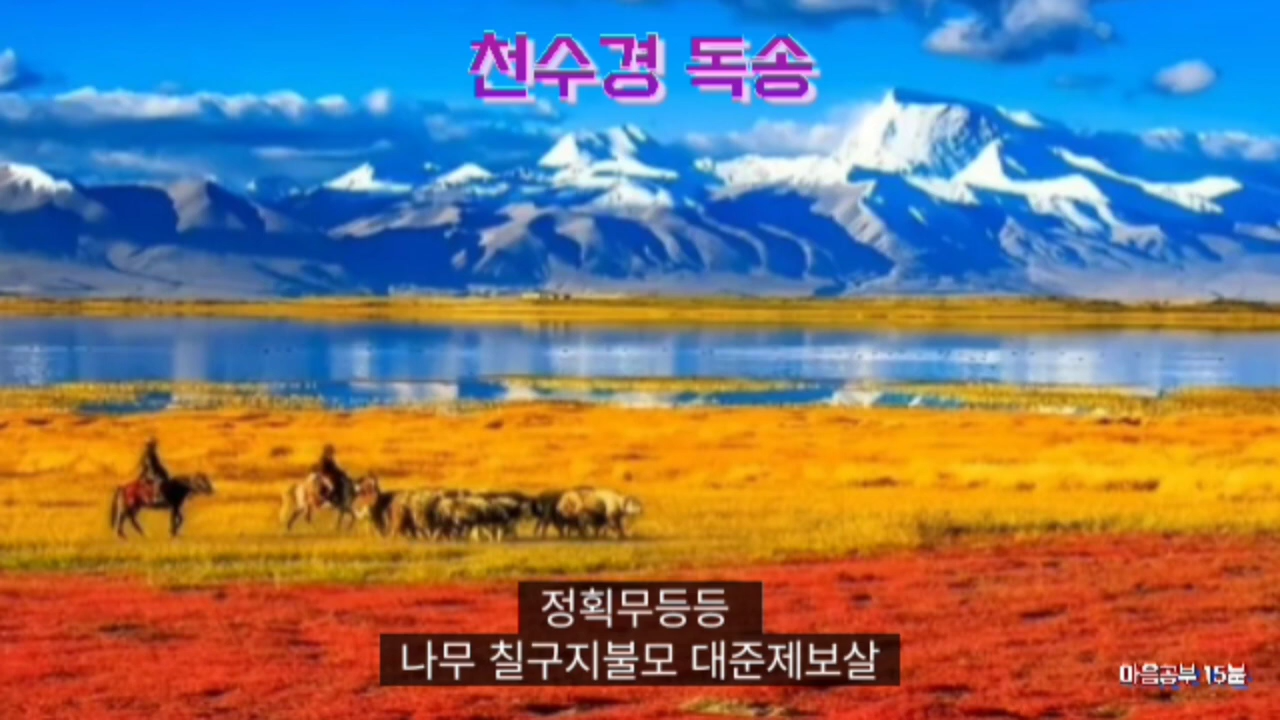 천수경 독송
정획무등등
나무 칠구지불모 대준제보살
마음공부 15분